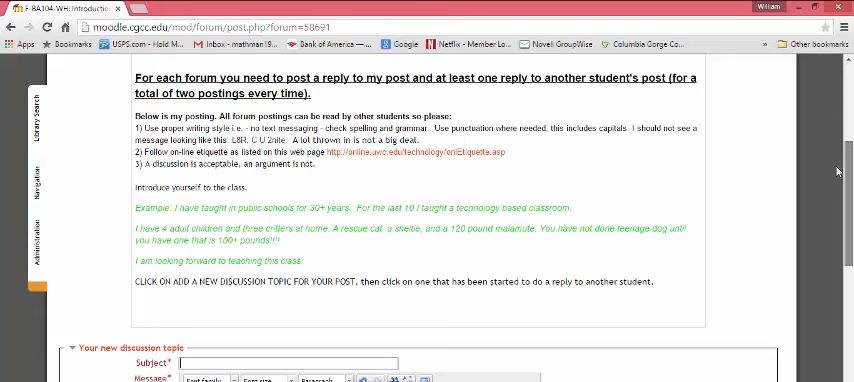 William
F-BA104-WH: Introduction
moodle.cgcc.edu/mod/forum/post.php?forum=58691
Apps Bookmarks USPS.com - Hold M... Inbox - mathman19... Bank of America — ... Google Netflix - Member Lo... Novell GroupWise Columbia Gorge Co... » Other bookmarks
For each forum you need to post a reply to my post and at least one reply to another student's post (for a
total of two postings every time).
Below is my posting. All forum postings can be read by other students so please:
1) Use proper writing style i.e. - no text messaging - check spelling and grammar. Use punctuation where needed, this includes capitals. I should not see a
message looking like this. L8R, C U 2nite. A lol thrown in is not a big deal.
2) Follow on-line etiquette as listed on this web page http://online.uwc.edu/technology/onlEtiquette.asp
3) A discussion is acceptable, an argument is not.
Introduce yourself to the class.
Example: I have taught in public schools for 30+ years. For the last 10 I taught a technology based classroom.
I have 4 adult children and three critters at home. A rescue cat, a sheltie, and a 120 pound malamute. You have not done teenage dog until
you have one that is 100+ pounds!!!!
I am looking forward to teaching this class.
CLICK ON ADD A NEW DISCUSSION TOPIC FOR YOUR POST, then click on one that has been started to do a reply to another student.
Library Search
Navigation
Administration
Your new discussion topic
Subject*
Message* Font family Font size Paragraph